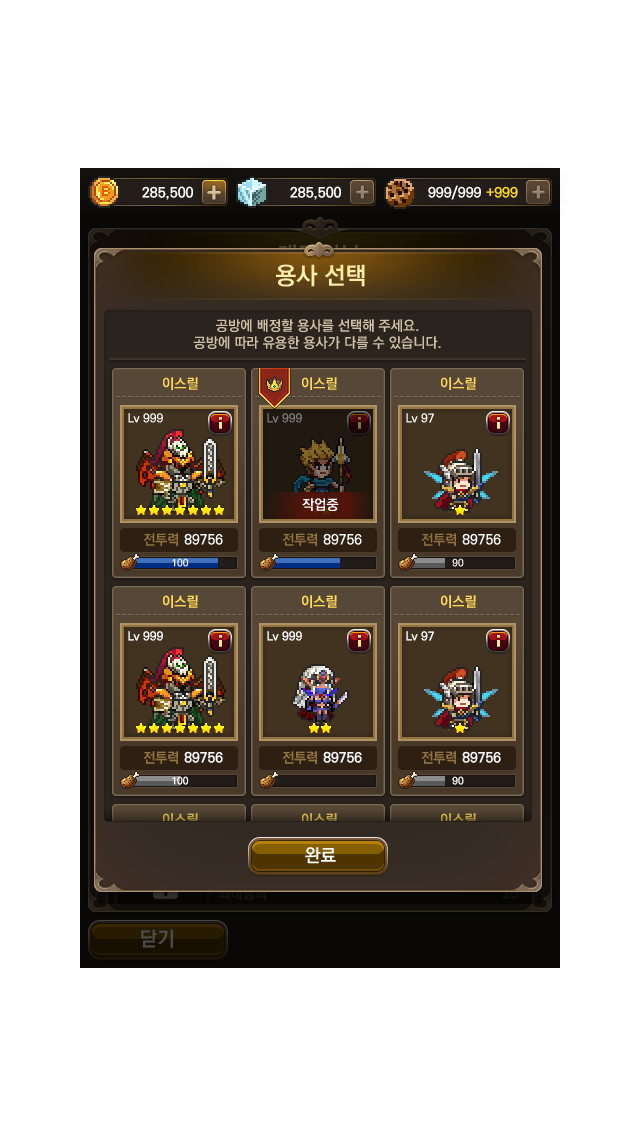 285,500
285,500
999/999 +999
용사 선택
공방에 배정할 용사를 선택해 주세요.
공방에 따라 유용한 용사가 다를 수 있습니다.
이스릴 이스릴 이스릴
Lv 999 Lv 999 Lv 97
작업중
전투력 89756 전투력 89756 전투력 89756
100 90
이스릴 이스릴 이스릴
Lv 999 Lv 999 Lv 97
전투력 89756 전투력 89756 전투력 89756
100 90
이스릴 이스릴 이스릴
완료
닫기